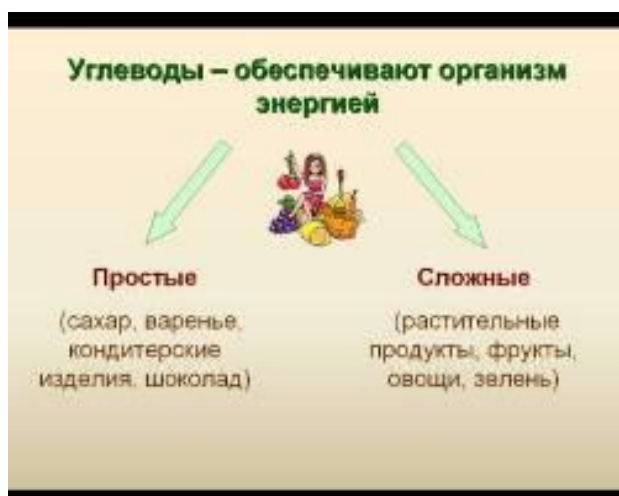 Углеводы – обеспечивают организм
энергией
Простые
(сахар, варенье,
кондитерские
изделия, шоколад)
Сложные
(растительные
продукты, фрукты,
овощи, зелень)